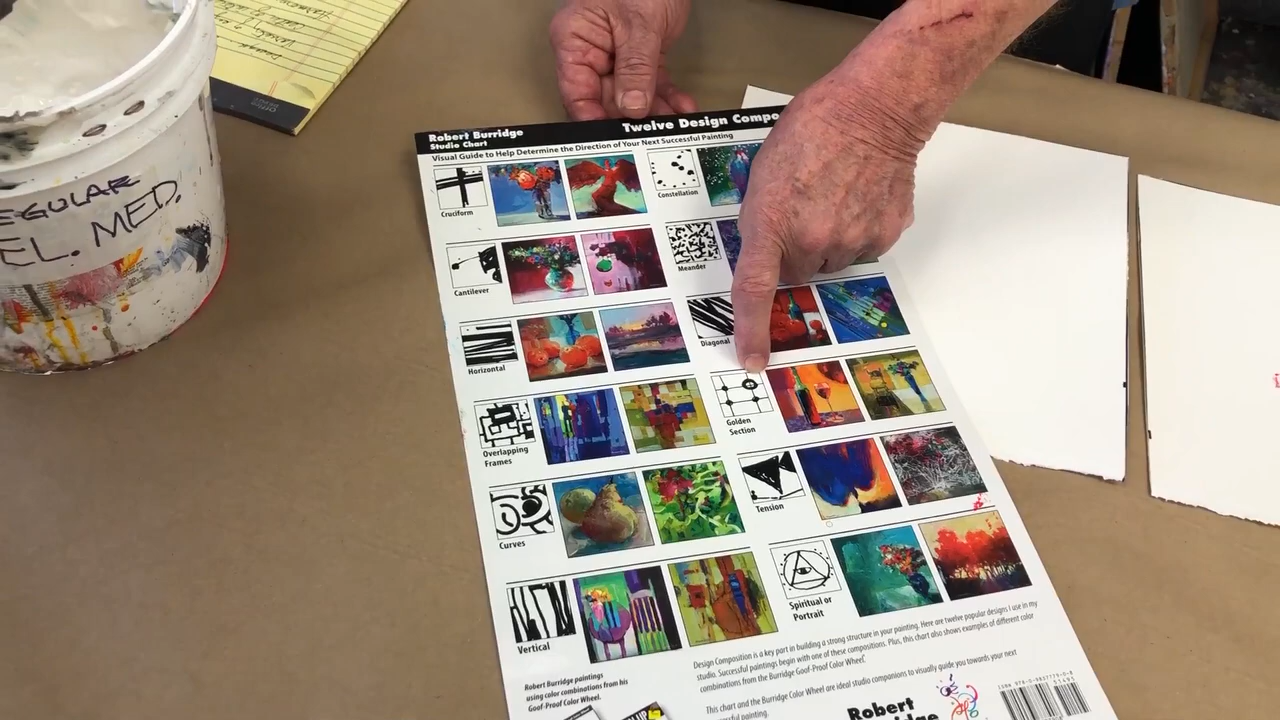 EGULAR
EL. MED.
Robert Burridge
Studio Chart
Twelve Design Compo
Visual Guide to Help Determine the Direction of Your Next Successful Painting
Cruciform
Constellation
Cantilever
Meander
Horizontal
Diagonal
Overlapping
Frames
Golden
Section
Curves
Tension
Vertical
Spiritual or
Portrait
Design Composition is a key part in building a strong structure in your painting. Here are twelve popular designs I use in my
studio. Successful paintings begin with one of these compositions. Plus, this chart also shows examples of different color
combinations from the Burridge Goof-Proof Color Wheel.
This chart and the Burridge Color Wheel are ideal studio companions to visually guide you towards your next
successful painting.
Robert Burridge paintings
using color combinations from his
Goof-Proof Color Wheel.
Robert